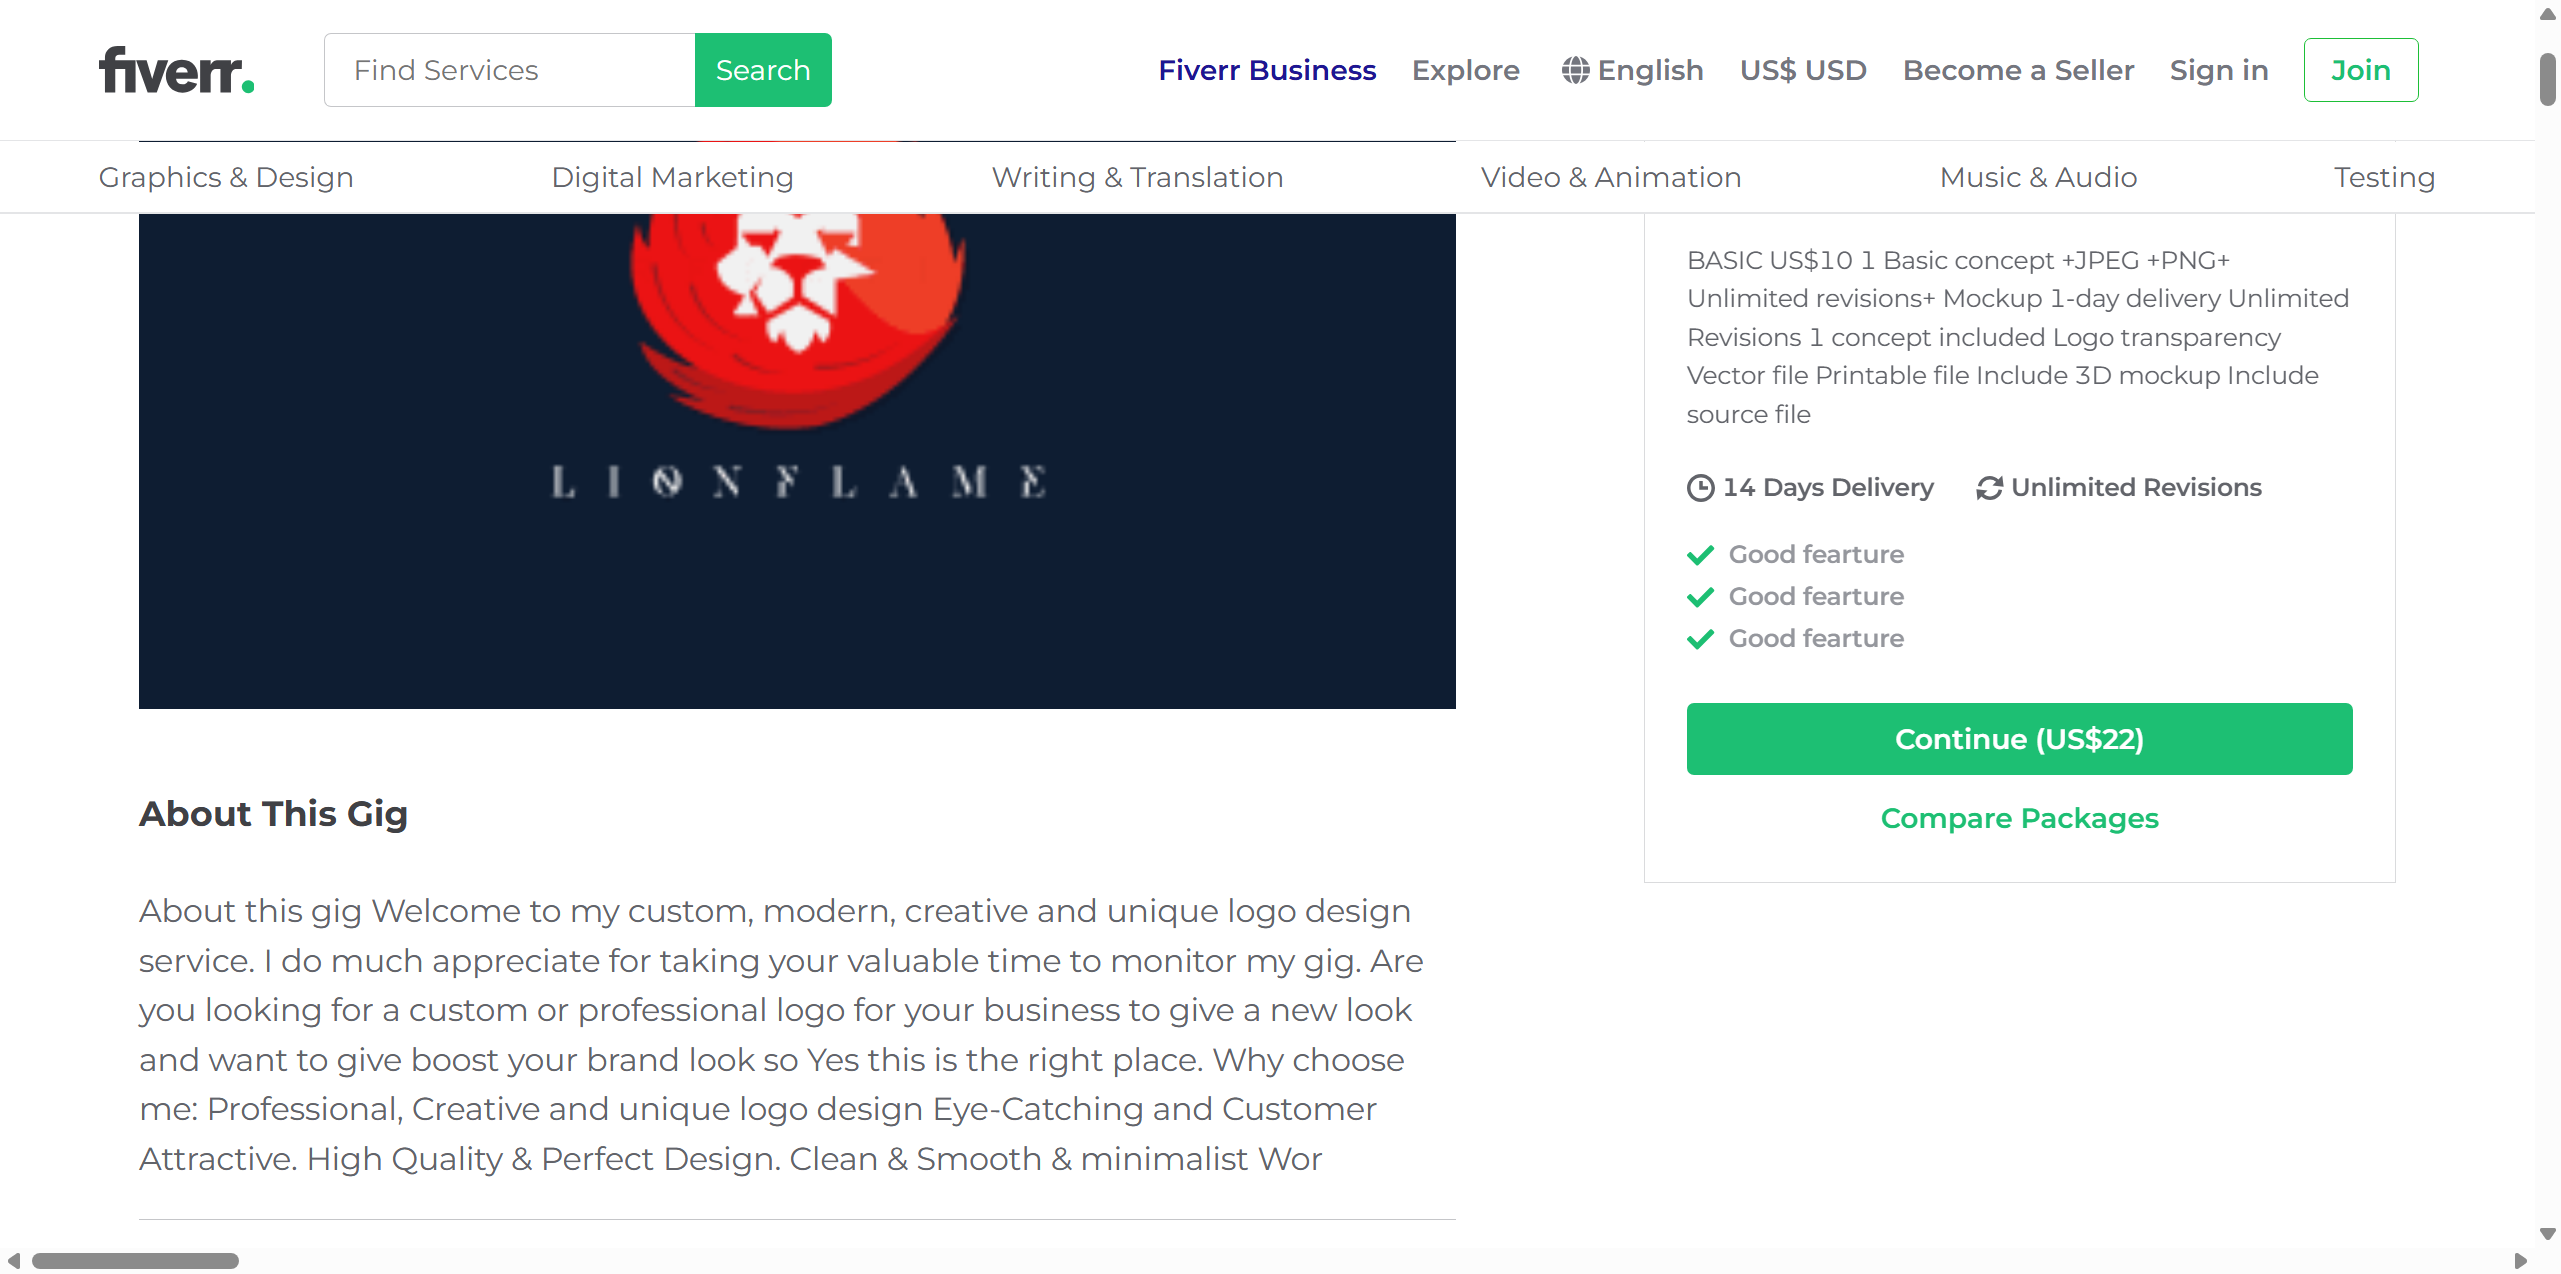 fiverr.
Find Services
Search
Fiverr Business
Explore
English
US$ USD
Become a Seller
Sign in
Join
Graphics & Design
Digital Marketing
Writing & Translation
Video & Animation
Music & Audio
Testing
LIONFLAME
BASIC US$10 1 Basic concept +JPEG +PNG+
Unlimited revisions+ Mockup 1-day delivery Unlimited
Revisions 1 concept included Logo transparency
Vector file Printable file Include 3D mockup Include
source file
14 Days Delivery
Unlimited Revisions
Good fearture
Good fearture
Good fearture
Continue (US$22)
Compare Packages
About This Gig
About this gig Welcome to my custom, modern, creative and unique logo design
service. I do much appreciate for taking your valuable time to monitor my gig. Are
you looking for a custom or professional logo for your business to give a new look
and want to give boost your brand look so Yes this is the right place. Why choose
me: Professional, Creative and unique logo design Eye-Catching and Customer
Attractive. High Quality & Perfect Design. Clean & Smooth & minimalist Wor